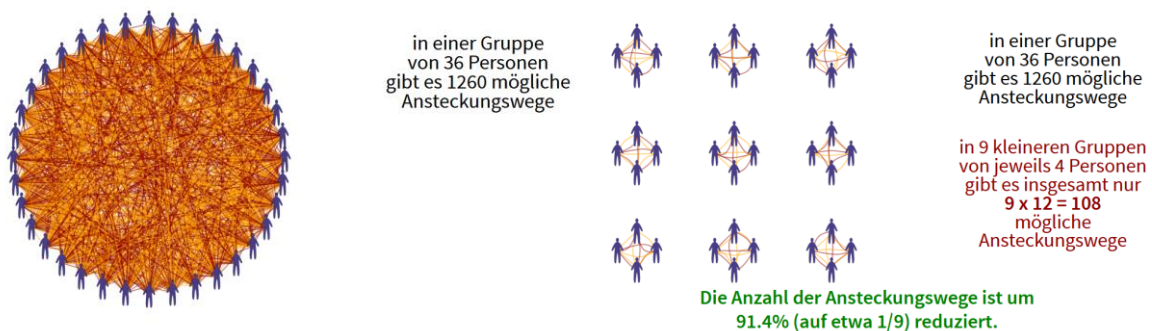 in einer Gruppe
von 36 Personen
gibt es 1260 mögliche
Ansteckungswege
in einer Gruppe
von 36 Personen
gibt es 1260 mögliche
Ansteckungswege
in 9 kleineren Gruppen
von jeweils 4 Personen
gibt es insgesamt nur
9 x 12 = 108
mögliche
Ansteckungswege
Die Anzahl der Ansteckungswege ist um
91.4% (auf etwa 1/9) reduziert.